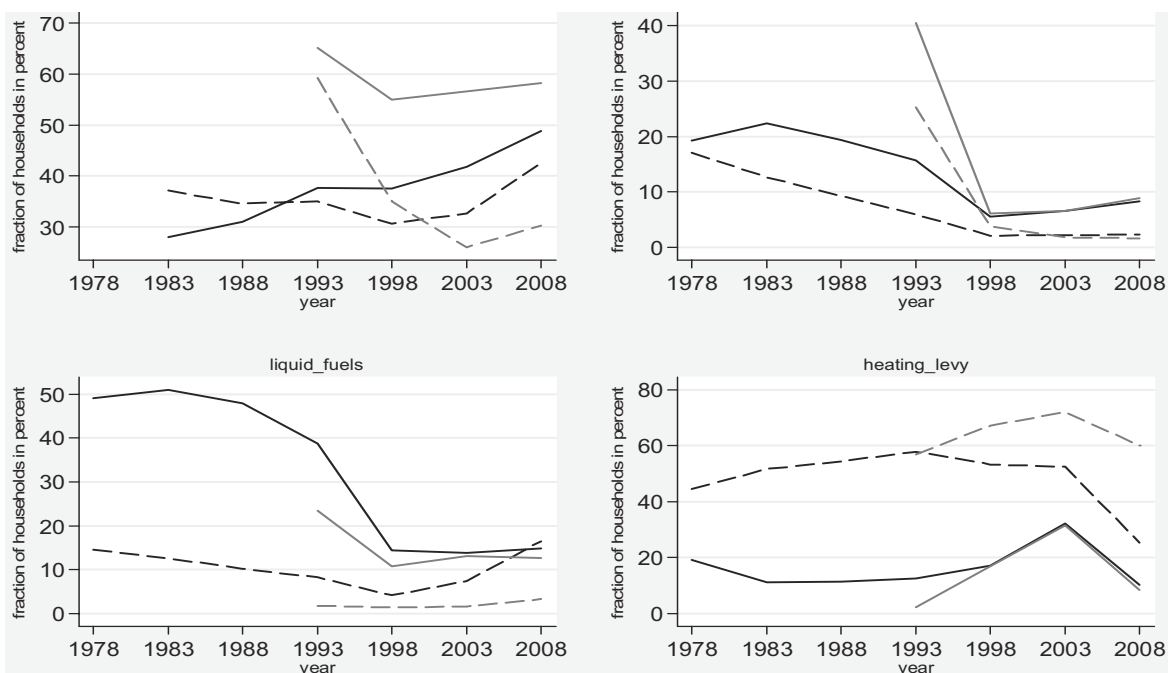 fraction of households in percent
70
60
50
40
30
1978 1983 1988 1993 1998 2003 2008
year
fraction of households in percent
40
30
20
10
0
1978 1983 1988 1993 1998 2003 2008
year
liquid_fuels
fraction of households in percent
50
40
30
20
10
0
1978 1983 1988 1993 1998 2003 2008
year
heating_levy
fraction of households in percent
80
60
40
20
0
1978 1983 1988 1993 1998 2003 2008
year